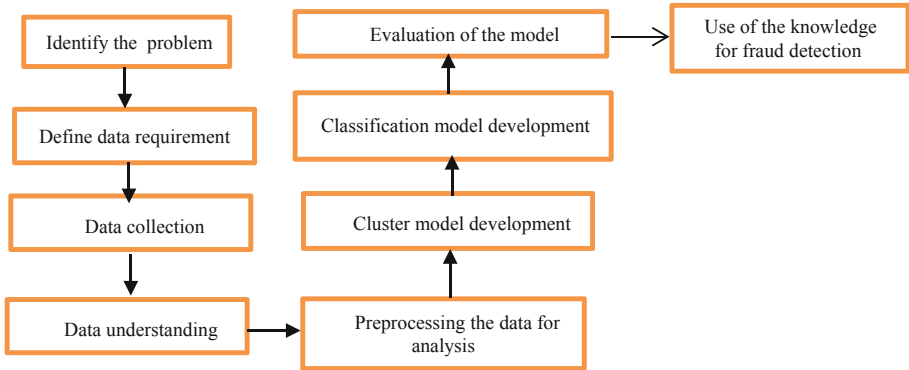 Identify the problem
Define data requirement
Data collection
Data understanding
Preprocessing the data for
analysis
Cluster model development
Classification model development
Evaluation of the model
Use of the knowledge
for fraud detection